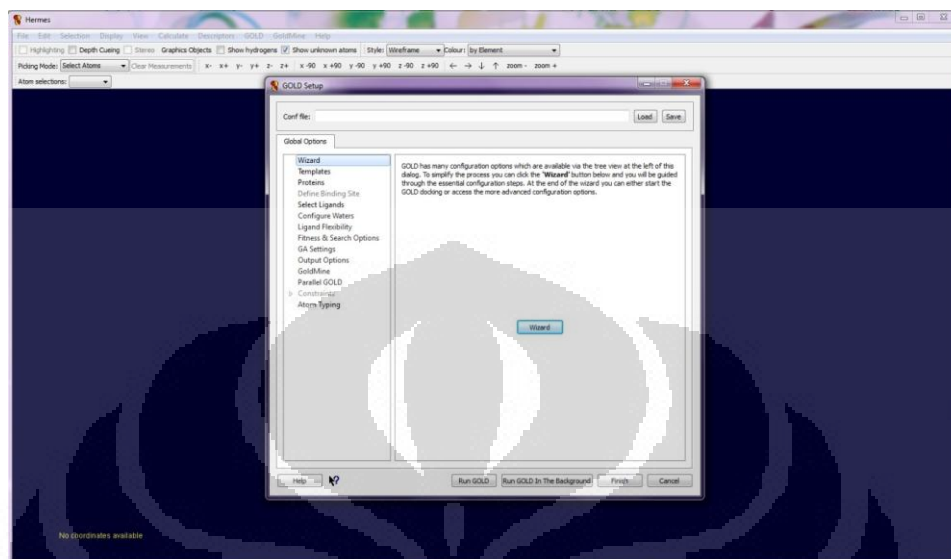 Hermes
File Edit Selection Display View Calculate Descriptors GOLD GoldMine Help
Highlighting Depth Cueing Stereo Graphics Objects Show hydrogens Show unknown atoms Style: Wireframe Colour: by Element
Picking Mode: Select Atoms Clear Measurements x- x+ y- y+ z- z+ x -90 x +90 y -90 y +90 z -90 z +90 ← → ↓ ↑ zoom - zoom +
Atom selections:
GOLD Setup
Conf file: Load Save
Global Options
Wizard
Templates
Proteins
Define Binding Site
Select Ligands
Configure Waters
Ligand Flexibility
Fitness & Search Options
GA Settings
Output Options
GoldMine
Parallel GOLD
Constraints
Atom Typing
GOLD has many configuration options which are available via the tree view at the left of this
dialog. To simplify the process you can click the 'Wizard' button below and you will be guided
through the essential configuration steps. At the end of the wizard you can either start the
GOLD docking or access the more advanced configuration options.
Wizard
Help Run GOLD Run GOLD In The Background Finish Cancel
No coordinates available